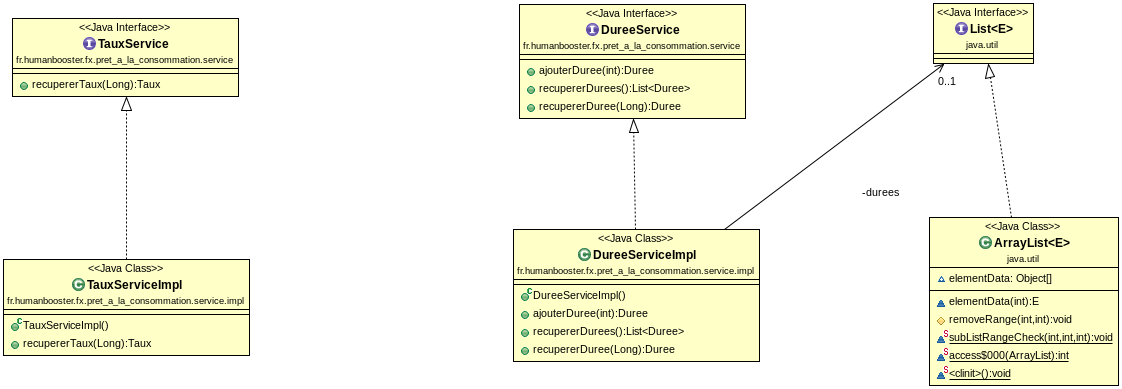 <<Java Interface>>
TauxService
fr.humanbooster.fx.pret_a_la_consommation.service
recupererTaux(Long):Taux
<<Java Interface>>
DureeService
fr.humanbooster.fx.pret_a_la_consommation.service
ajouterDuree(int):Duree
recupererDurees():List<Duree>
recupererDuree(Long):Duree
<<Java Interface>>
List<E>
java.util
0..1
-durees
<<Java Class>>
TauxServiceImpl
fr.humanbooster.fx.pret_a_la_consommation.service.impl
TauxServiceImpl()
recupererTaux(Long):Taux
<<Java Class>>
DureeServiceImpl
fr.humanbooster.fx.pret_a_la_consommation.service.impl
DureeServiceImpl()
ajouterDuree(int):Duree
recupererDurees():List<Duree>
recupererDuree(Long):Duree
<<Java Class>>
ArrayList<E>
java.util
elementData: Object[]
elementData(int):E
removeRange(int,int):void
subListRangeCheck(int,int,int):void
access$000(ArrayList):int
<clinit>():void